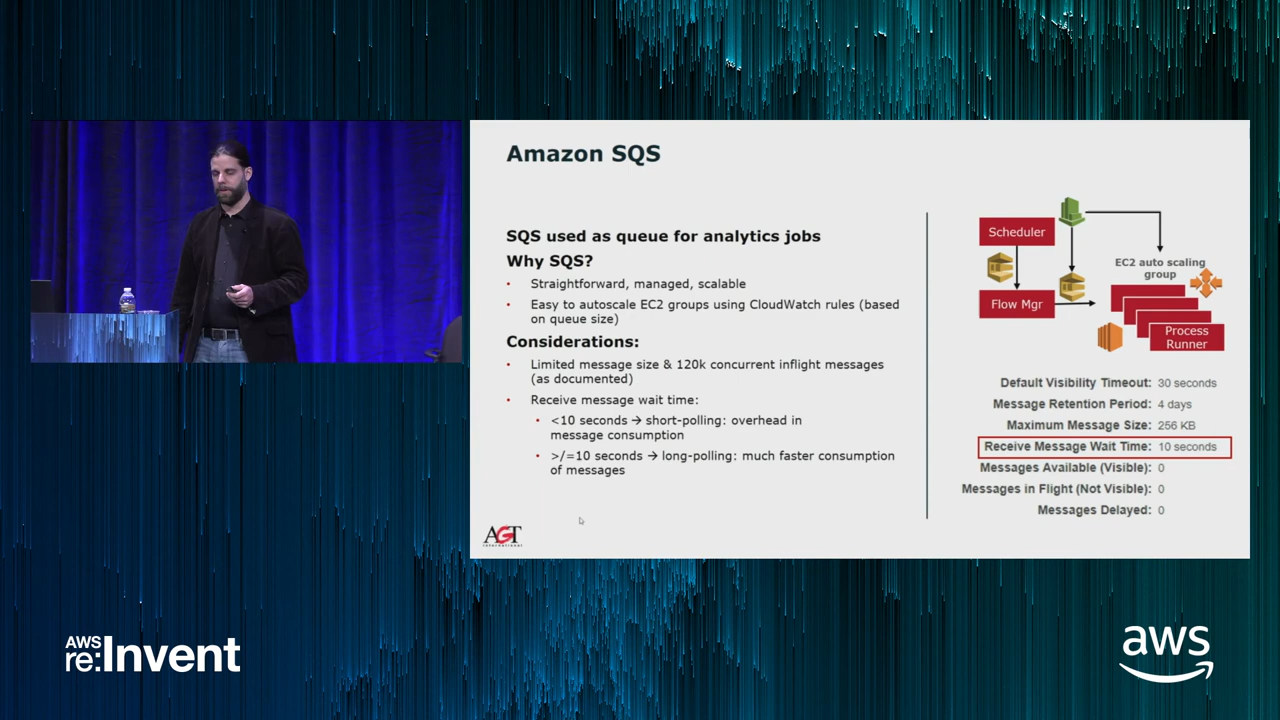 Amazon SQS
SQS used as queue for analytics jobs
Why SQS?
• Straightforward, managed, scalable
• Easy to autoscale EC2 groups using CloudWatch rules (based
on queue size)
Considerations:
• Limited message size & 120k concurrent inflight messages
(as documented)
• Receive message wait time:
• <10 seconds → short-polling: overhead in
message consumption
• >/=10 seconds → long-polling: much faster consumption
of messages
AGT
international
Scheduler
Flow Mgr
EC2 auto scaling
group
Process
Runner
Default Visibility Timeout: 30 seconds
Message Retention Period: 4 days
Maximum Message Size: 256 KB
Receive Message Wait Time: 10 seconds
Messages Available (Visible): 0
Messages in Flight (Not Visible): 0
Messages Delayed: 0
AWS
re:Invent
aws